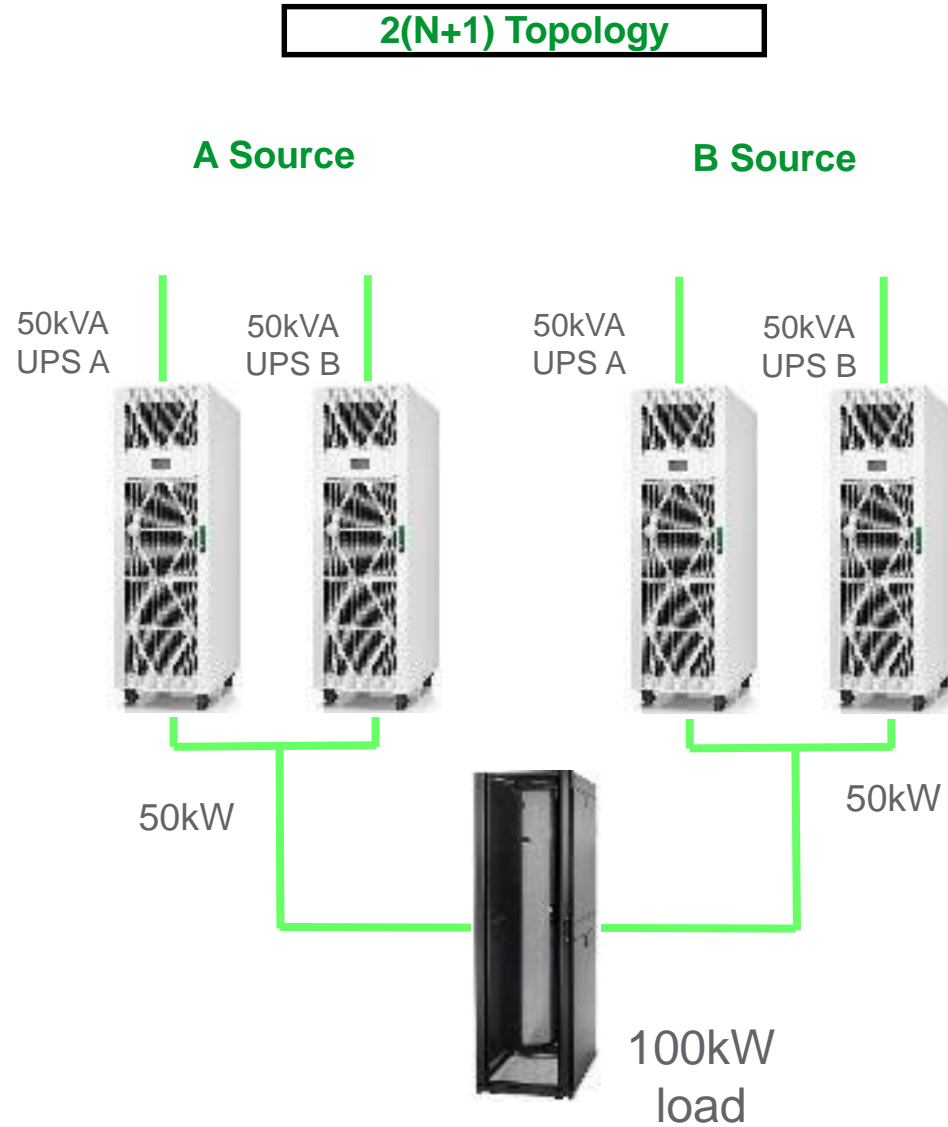 2(N+1) Topology
A Source
B Source
50kVA
UPS A
50kVA
UPS B
50kVA
UPS A
50kVA
UPS B
50kW
50kW
100kW
load